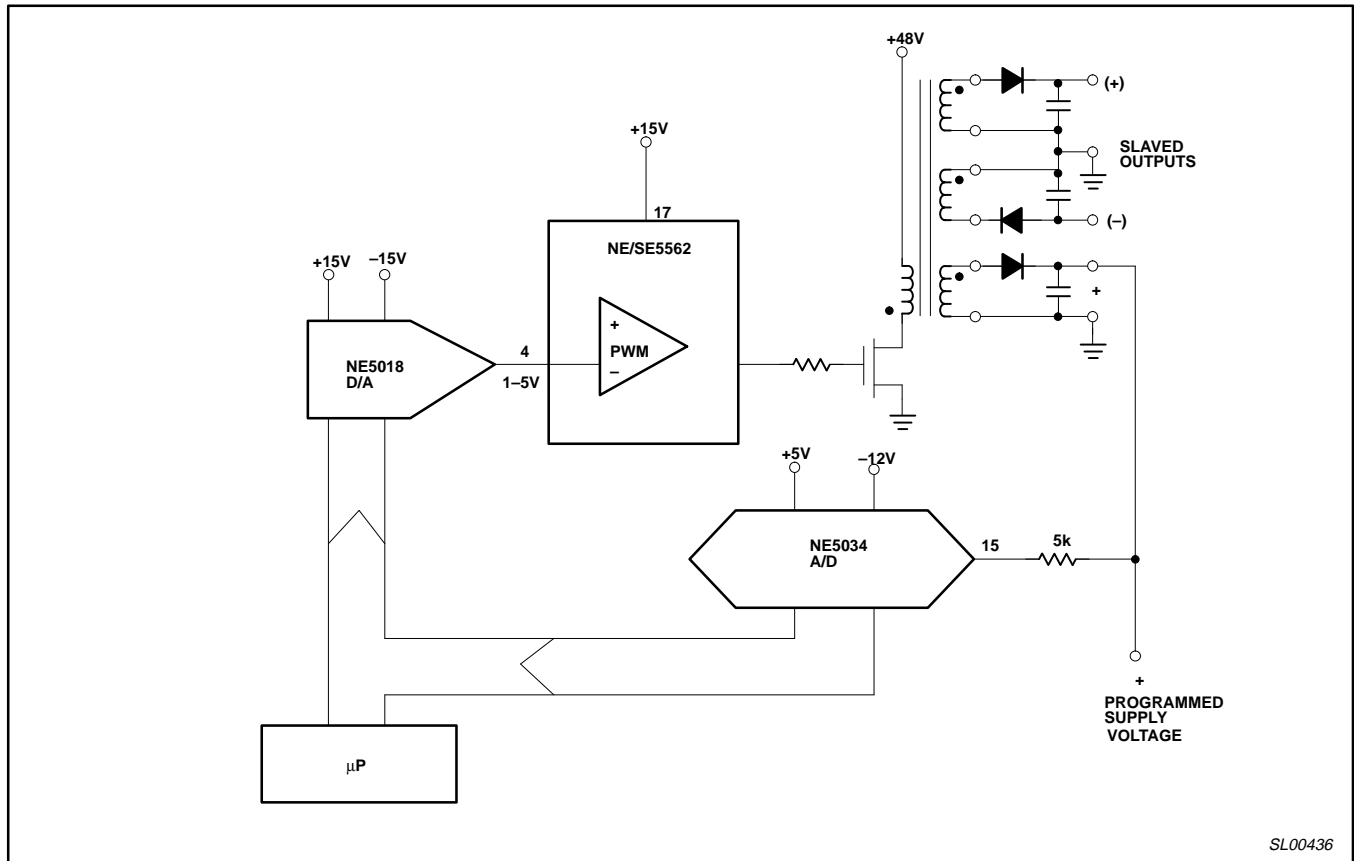 +48V
(+)
SLAVED
OUTPUTS
(–)
+
+15V
17
NE/SE5562
+
PWM
–
+15V
–15V
NE5018
D/A
4
1–5V
+5V
–12V
NE5034
A/D
15
5k
+
PROGRAMMED
SUPPLY
VOLTAGE
μP
SL00436